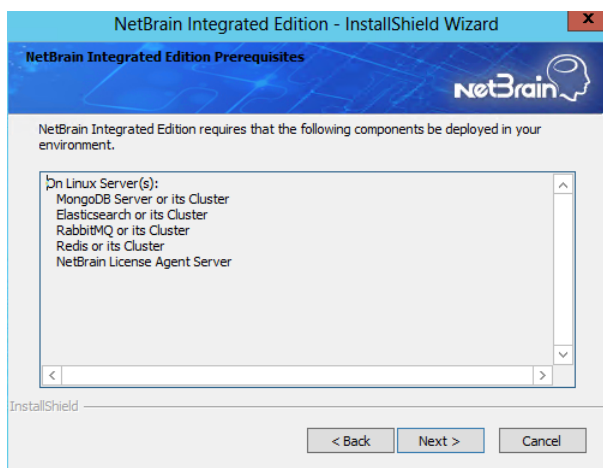 NetBrain Integrated Edition - InstallShield Wizard
x
NetBrain Integrated Edition Prerequisites
NetBrain
NetBrain Integrated Edition requires that the following components be deployed in your
environment.
On Linux Server(s):
MongoDB Server or its Cluster
Elasticsearch or its Cluster
RabbitMQ or its Cluster
Redis or its Cluster
NetBrain License Agent Server
InstallShield
< Back Next > Cancel